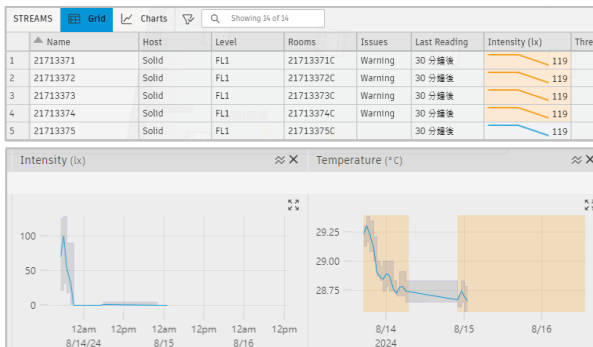 STREAMS Grid Charts Showing 14 of 14
Name Host Level Rooms Issues Last Reading Intensity (lx) Thre
1 21713371 Solid FL1 21713371C Warning 30 分鐘後 119
2 21713372 Solid FL1 21713372C Warning 30 分鐘後 119
3 21713373 Solid FL1 21713373C Warning 30 分鐘後 119
4 21713374 Solid FL1 21713374C Warning 30 分鐘後 119
5 21713375 Solid FL1 21713375C 30 分鐘後 119
Intensity (lx)
100
50
0
12am 12pm 12am 12pm 12am 12pm
8/14/24 8/15 8/16
Temperature (°C)
29.25
29.00
28.75
8/14 8/15 8/16
2024